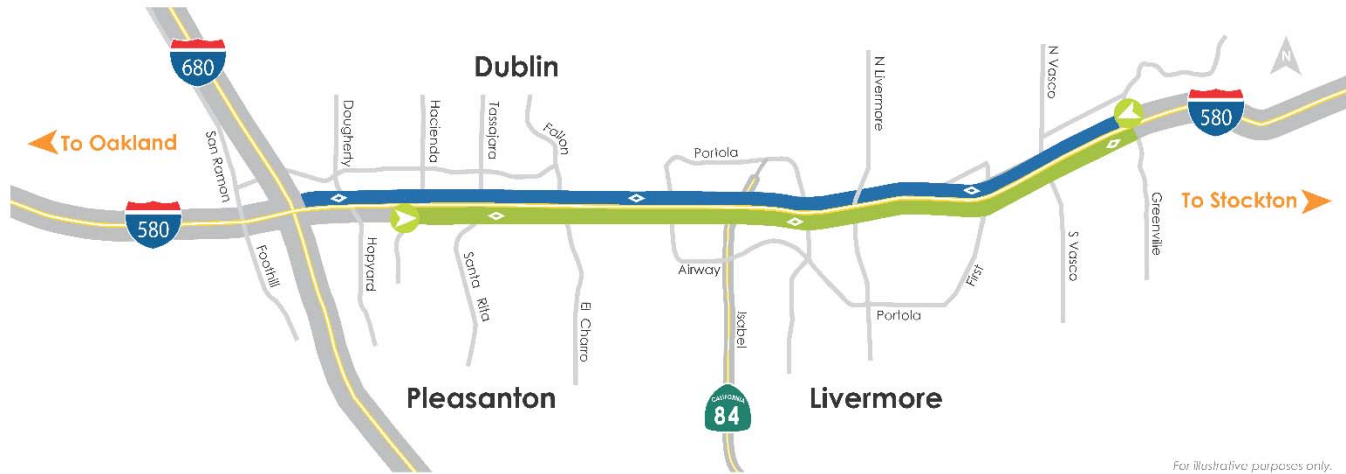 680
Dublin
N
To Oakland
San Ramon
Dougherty
Hacienda
Tassajara
Fallon
Portola
N Livermore
N Vasco
580
580
Foothill
Hopyard
Santa Rita
El Charro
Airway
Isabel
Portola
First
S Vasco
Greenville
To Stockton
Pleasanton
CALIFORNIA
84
Livermore
For illustrative purposes only.